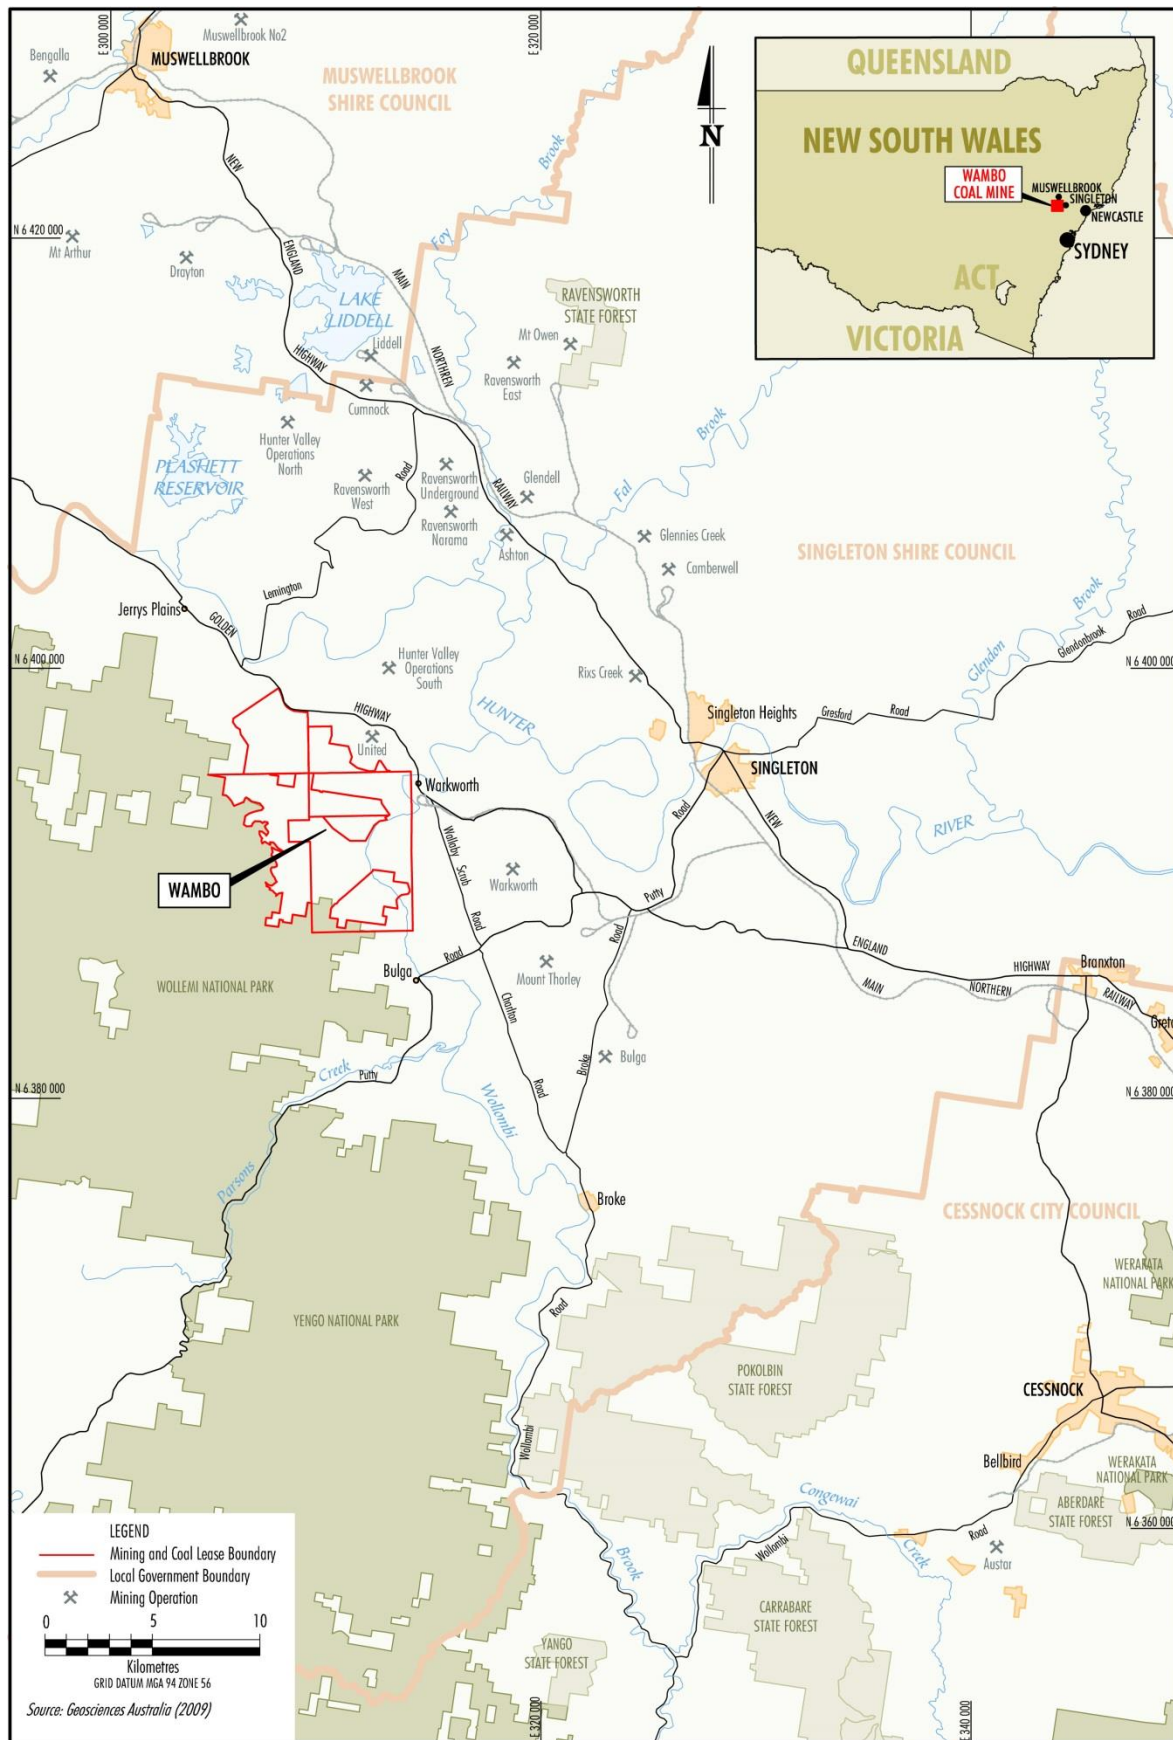 E 300 000
E 320 000
Muswellbrook No2
Bengalla
MUSWELLBROOK
MUSWELLBROOK
SHIRE COUNCIL
N
QUEENSLAND
NEW SOUTH WALES
WAMBO
COAL MINE
MUSWELLBROOK
SINGLETON
NEWCASTLE
SYDNEY
ACT
VICTORIA
NEW
ENGLAND
HIGHWAY
Foy
Brook
N 6 420 000
Mt Arthur
Drayton
MAIN
NORTHREN
RAILWAY
LAKE
LIDDELL
Liddell
RAVENSWORTH
STATE FOREST
Mt Owen
Ravensworth
East
Cumnock
Hunter Valley
Operations
North
PLASHETT
RESERVOIR
Ravensworth
West
Road
Ravensworth
Underground
Ravensworth
Narama
Glendell
Ashton
Fal
Brook
Glennies Creek
Camberwell
SINGLETON SHIRE COUNCIL
Jerrys Plains
GOLDEN
Lemington
Glendon
Brook
Glendonbrook
Road
N 6 400 000
N 6 400 000
Hunter Valley
Operations
South
Rixs Creek
HIGHWAY
United
HUNTER
Singleton Heights
Gresford
Road
SINGLETON
Warkworth
Road
NEW
RIVER
Wallaby
Scrub
Road
Warkworth
WAMBO
Putty
Road
ENGLAND
HIGHWAY
Branxton
Bulga
Road
Mount Thorley
MAIN
NORTHERN
RAILWAY
Greta
WOLLEMI NATIONAL PARK
Charlton
Road
Broke
Bulga
Creek
Putty
N 6 380 000
N 6 380 000
Wollombi
Parsons
Broke
CESSNOCK CITY COUNCIL
WERAKATA
NATIONAL PARK
Road
YENGO NATIONAL PARK
POKOLBIN
STATE FOREST
CESSNOCK
Wollombi
Bellbird
WERAKATA
NATIONAL PARK
Congewai
ABERDARE
STATE FOREST
N 6 360 000
Brook
Wollombi
Creek
Road
Austar
CARRABARE
STATE FOREST
YANGO
STATE FOREST
E 320 000
E 340 000
LEGEND
Mining and Coal Lease Boundary
Local Government Boundary
Mining Operation
0 5 10
Kilometres
GRID DATUM MGA 94 ZONE 56
Source: Geosciences Australia (2009)